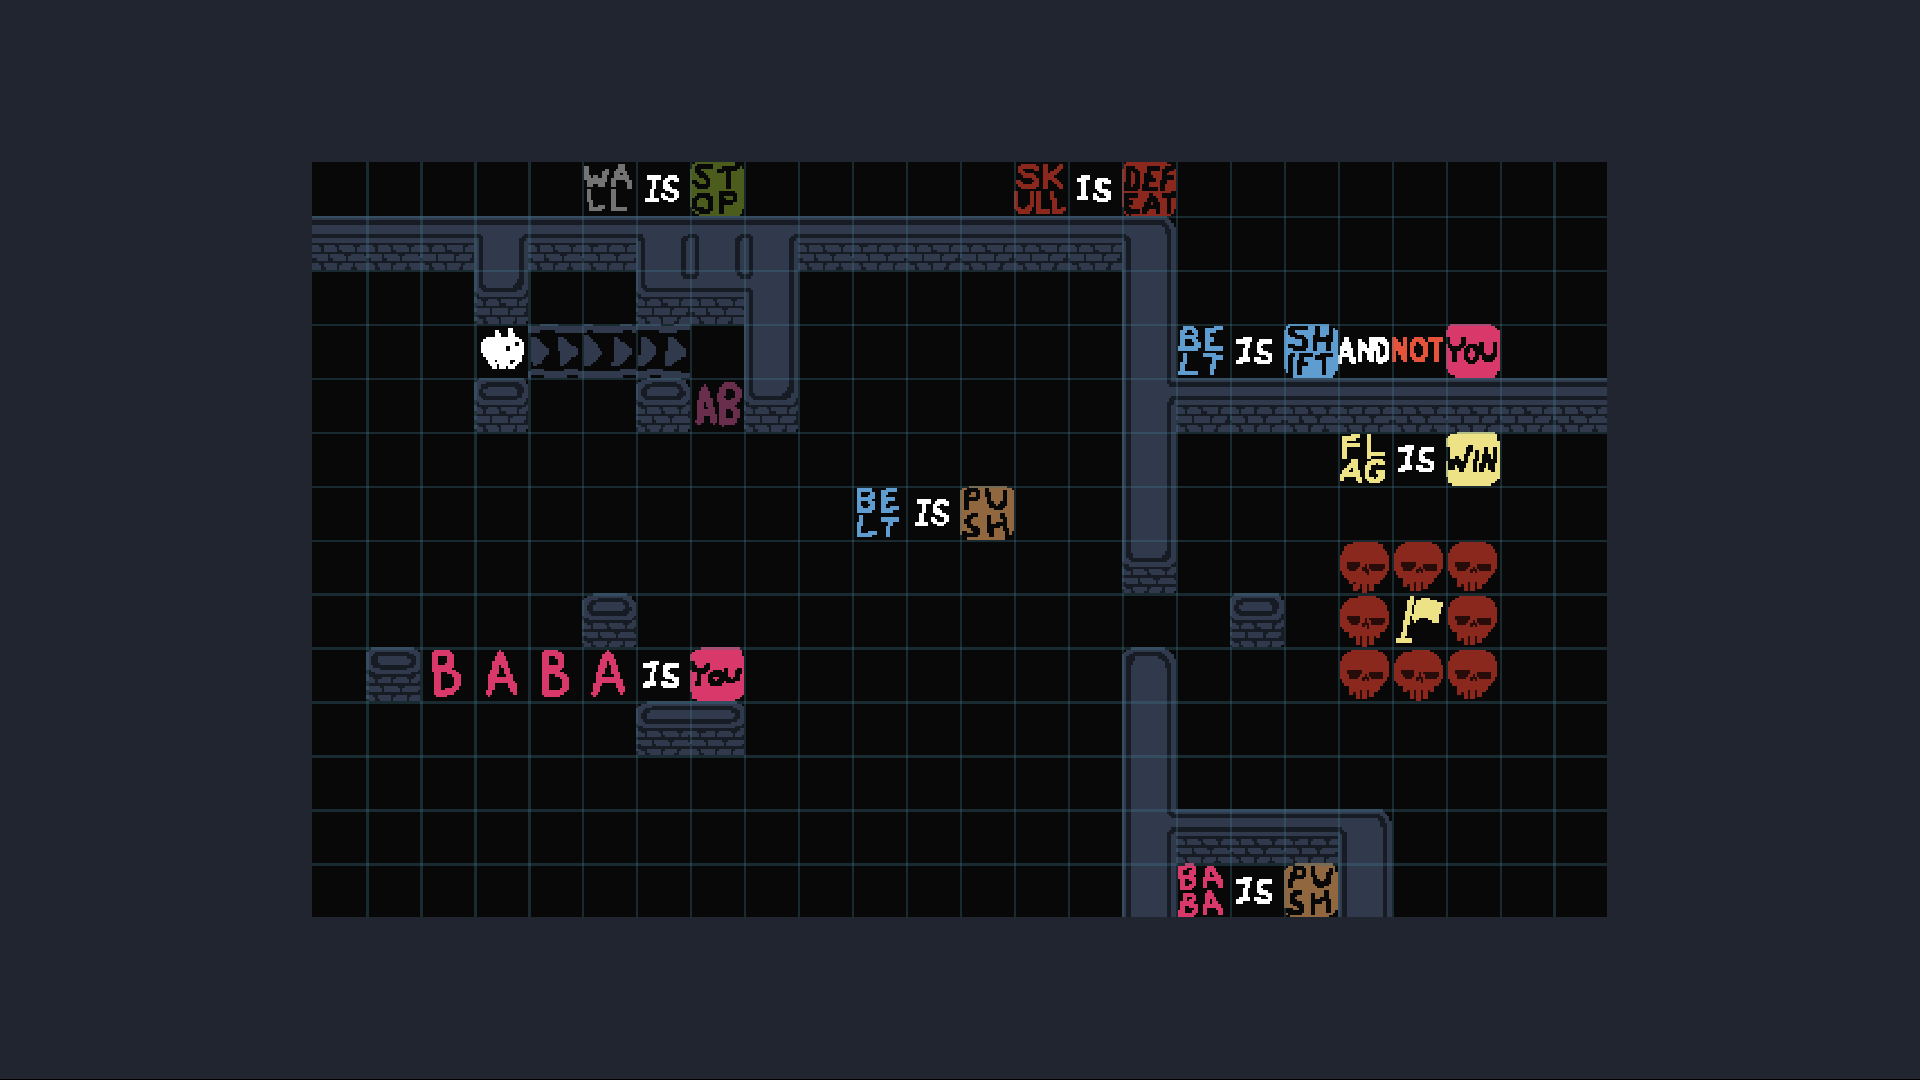 WALL IS STOP
SKULL IS DEFEAT
BELT IS SHIFT AND NOT YOU
AB
FLAG IS WIN
BELT IS PUSH
B A B A IS YOU
BABA IS PUSH